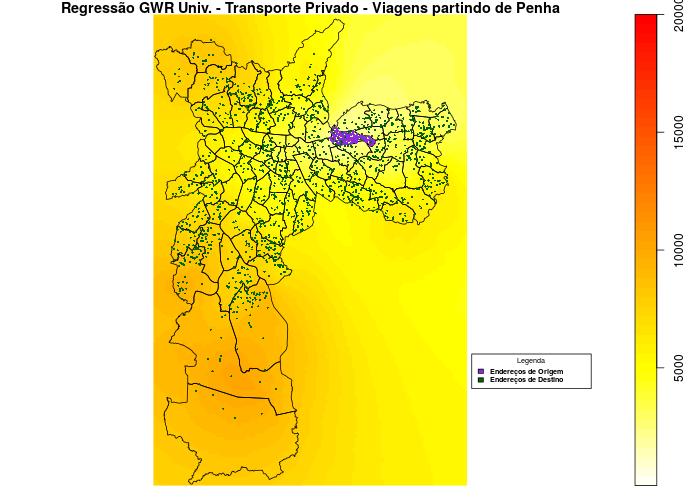 Regressão GWR Univ. - Transporte Privado - Viagens partindo de Penha
20000
15000
10000
5000
Legenda
Endereços de Origem
Endereços de Destino